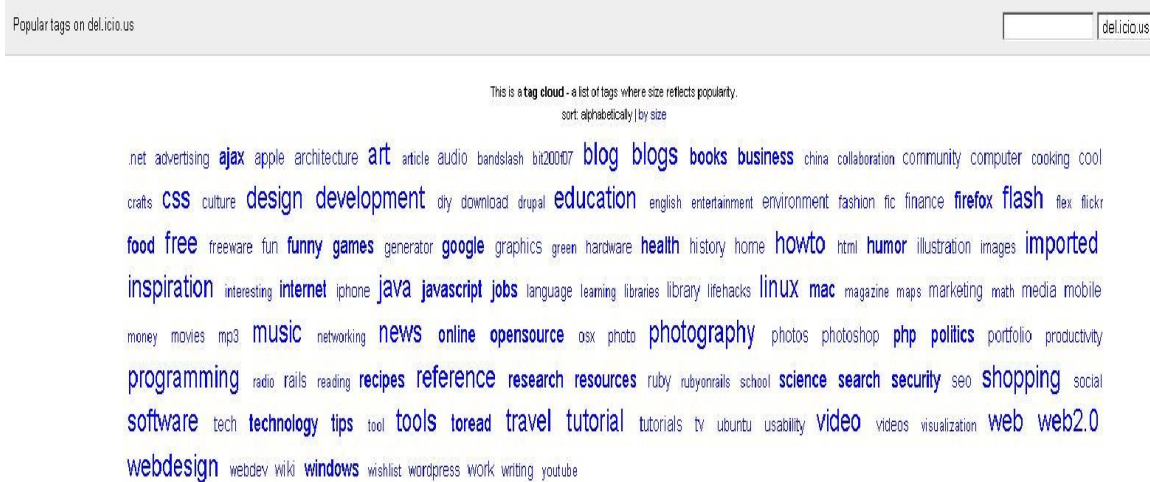 Popular tags on del.icio.us
del.icio.us
This is a tag cloud - a list of tags where size reflects popularity.
sort: alphabetically | by size
.net advertising ajax apple architecture art article audio bandslash bit200f07 blog blogs books business china collaboration community computer cooking cool
crafts css culture design development diy download drupal education english entertainment environment fashion fic finance firefox flash flex flickr
food free freeware fun funny games generator google graphics green hardware health history home howto html humor illustration images imported
inspiration interesting internet iphone java javascript jobs language learning libraries library lifehacks linux mac magazine maps marketing math media mobile
money movies mp3 music networking news online opensource osx photo photography photos photoshop php politics portfolio productivity
programming radio rails reading recipes reference research resources ruby rubyonrails school science search security seo shopping social
software tech technology tips tool tools toread travel tutorial tutorials tv ubuntu usability video videos visualization web web2.0
webdesign webdev wiki windows wishlist wordpress work writing youtube